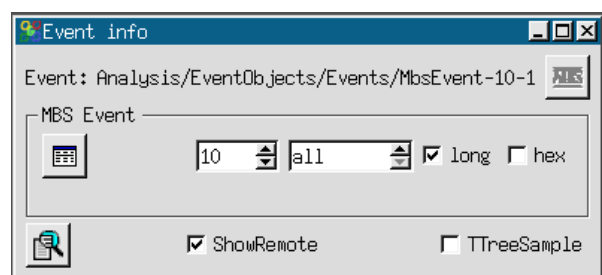 Event info
Event: Analysis/EventObjects/Events/MbsEvent-10-1
MBS Event
10 all long hex
ShowRemote TTreeSample